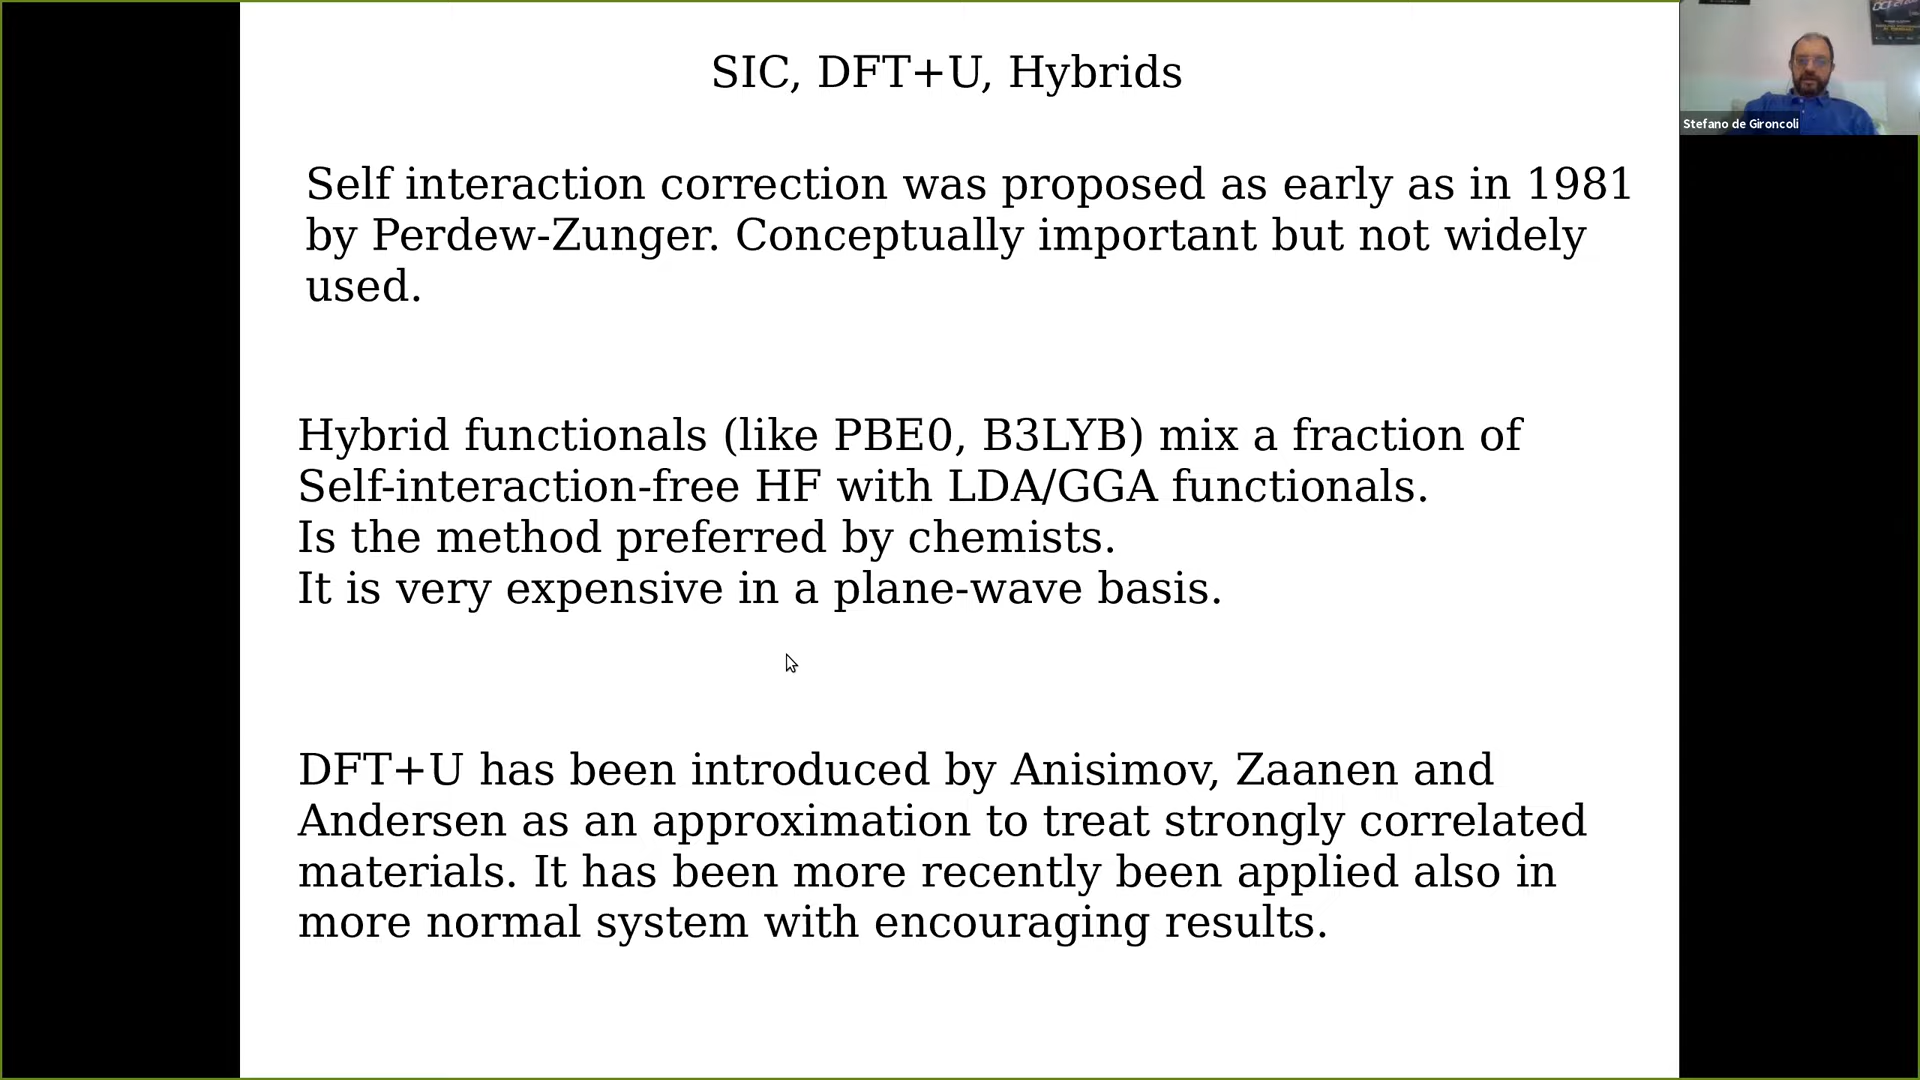 SIC, DFT+U, Hybrids
Stefano de Gironcoli
Self interaction correction was proposed as early as in 1981
by Perdew-Zunger. Conceptually important but not widely
used.
Hybrid functionals (like PBE0, B3LYB) mix a fraction of
Self-interaction-free HF with LDA/GGA functionals.
Is the method preferred by chemists.
It is very expensive in a plane-wave basis.
DFT+U has been introduced by Anisimov, Zaanen and
Andersen as an approximation to treat strongly correlated
materials. It has been more recently been applied also in
more normal system with encouraging results.